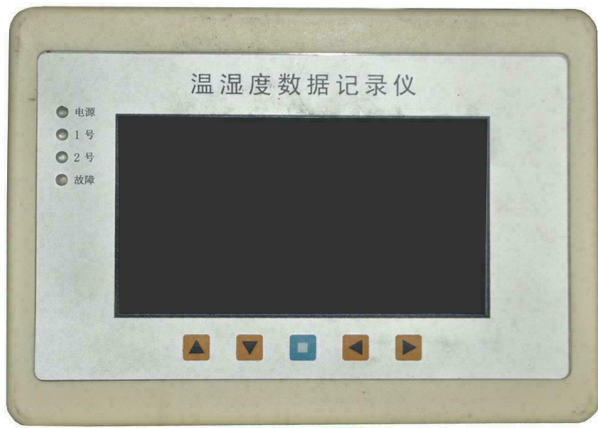 温湿度数据记录仪
电源
1 号
2 号
故障